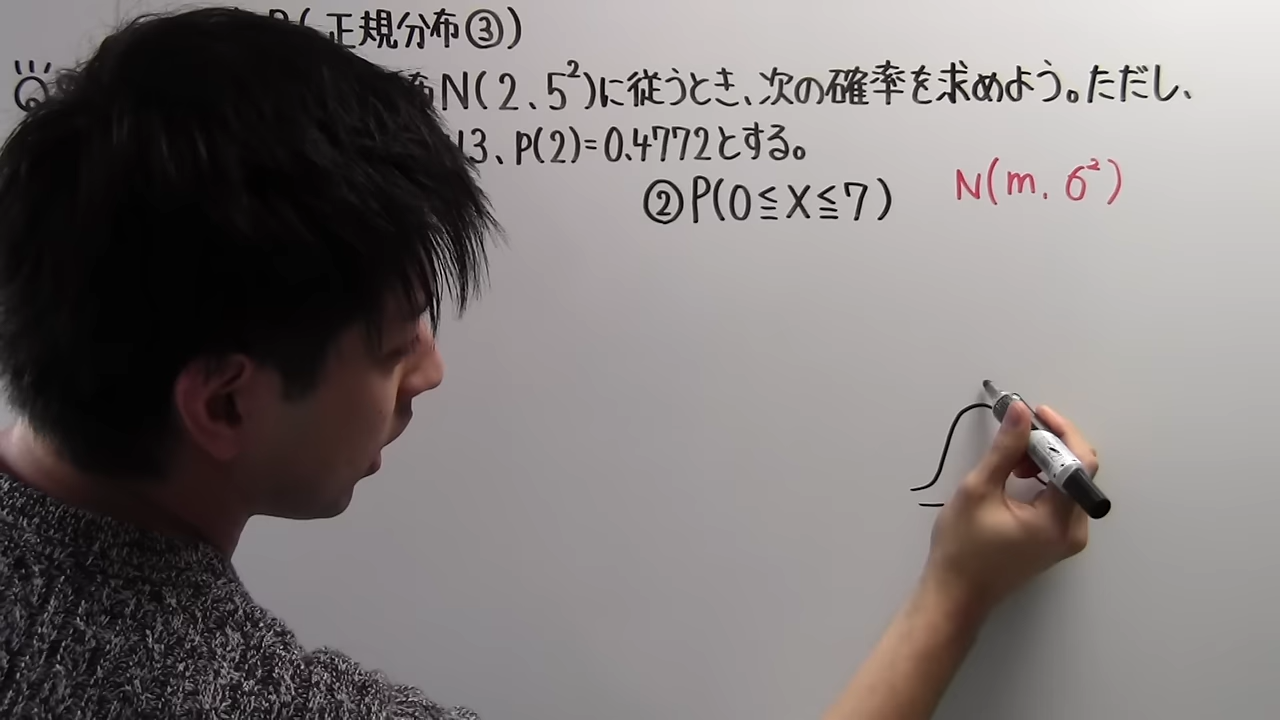 (正規分布③)
N(2、5²)に従うとき、次の確率を求めよう。ただし、
13、P(2)=0.4772とする。
②P(0≦X≦7)
N(m, σ²)